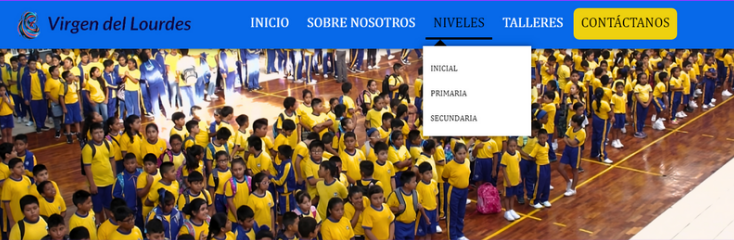 Virgen del Lourdes
INICIO SOBRE NOSOTROS NIVELES TALLERES CONTÁCTANOS
INICIAL
PRIMARIA
SECUNDARIA